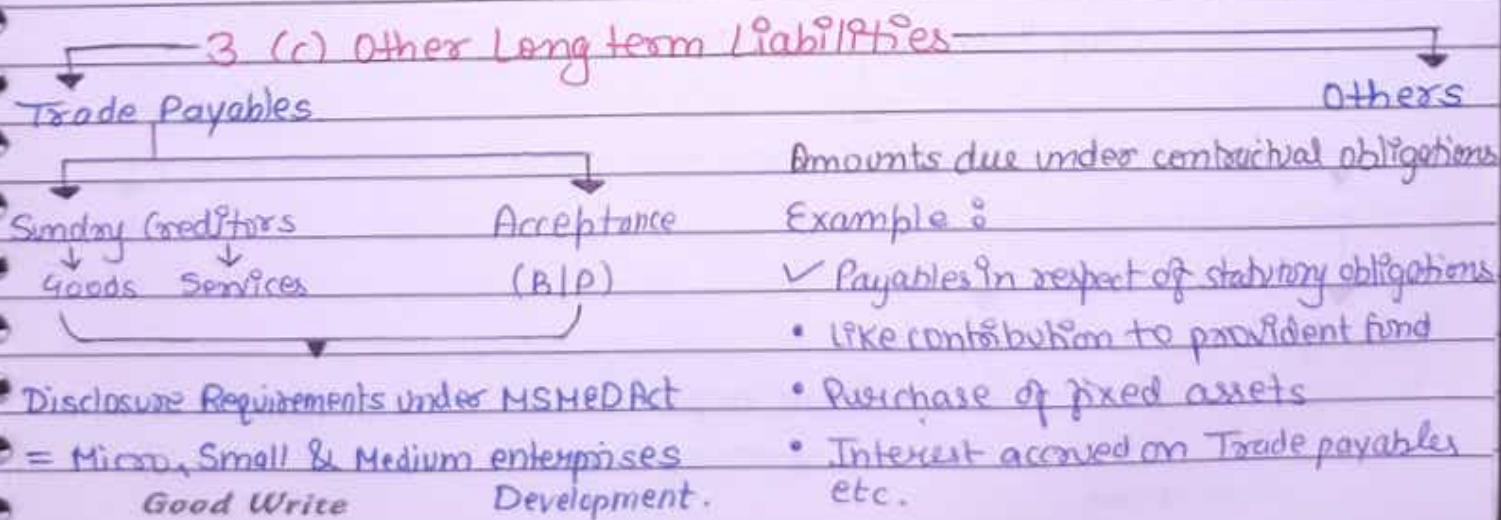 3 (c) Other Long term Liabilities
Trade Payables
Sundry Creditors
Acceptance
Goods Services
(B/P)
Disclosure Requirements under MSMED Act
= Micro, Small & Medium enterprises
Development.
Others
Amounts due under contractual obligations
Example :
✓ Payables in respect of statutory obligations
• like contribution to provident fund
• Purchase of fixed assets
• Interest accrued on Trade payables
etc.
Good Write